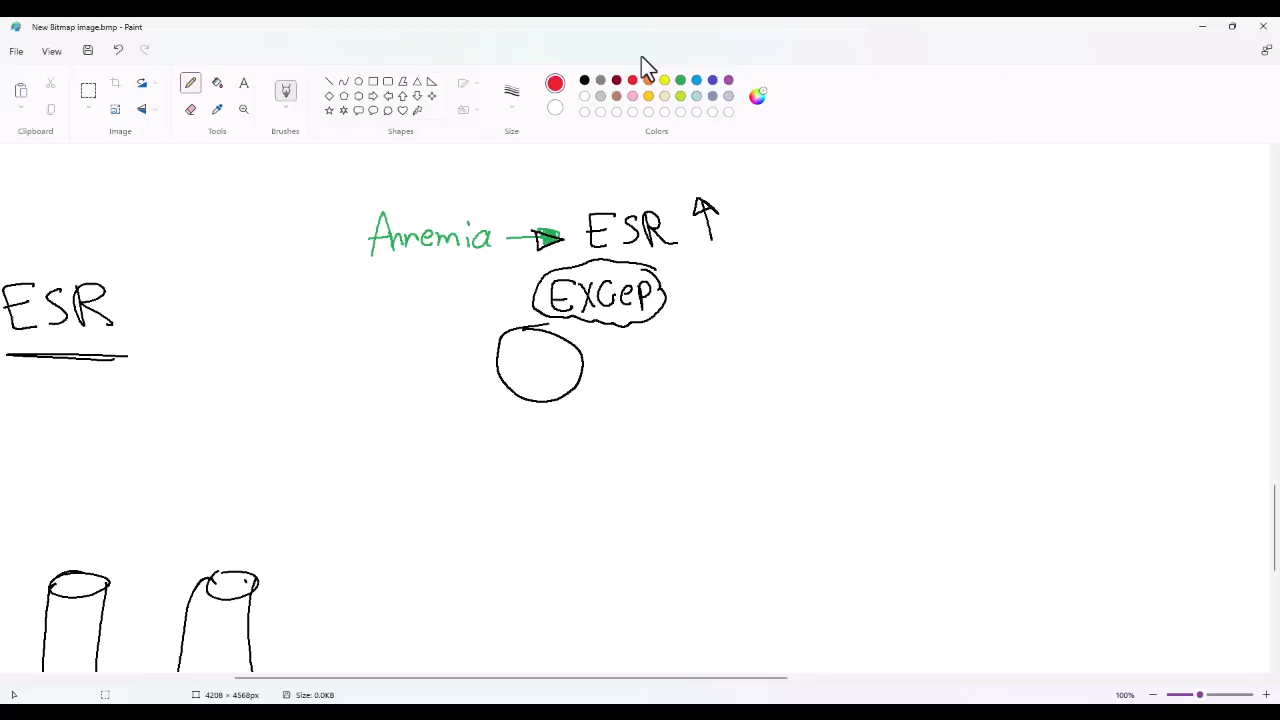 New Bitmap image.bmp - Paint
File View
Clipboard Image Tools Brushes Shapes Size Colors
Anemia ESR
EXCep
ESR
4208 × 4568px Size: 0.0KB 100%